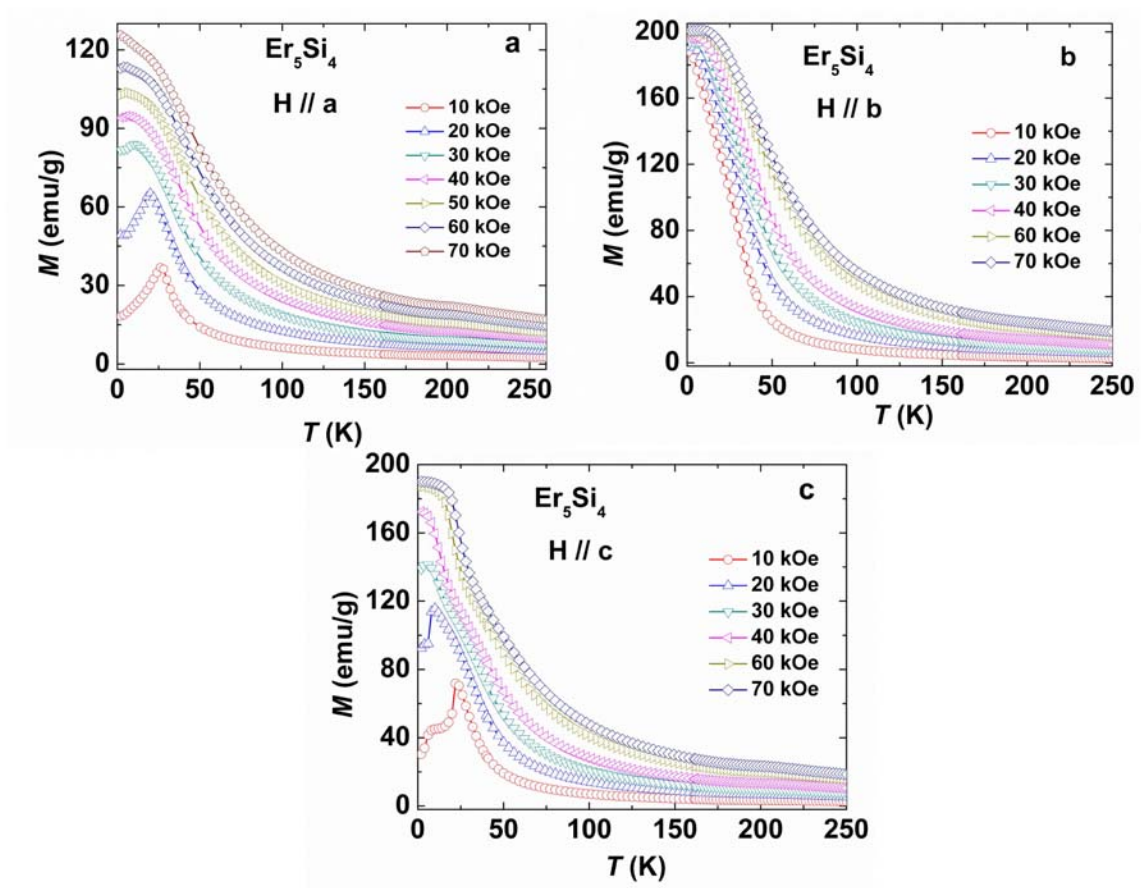 a
Er5Si4
H // a
10 kOe
20 kOe
30 kOe
40 kOe
50 kOe
60 kOe
70 kOe
M (emu/g)
120
90
60
30
0
0 50 100 150 200 250
T (K)
b
Er5Si4
H // b
10 kOe
20 kOe
30 kOe
40 kOe
60 kOe
70 kOe
M (emu/g)
200
160
120
80
40
0
0 50 100 150 200 250
T (K)
c
Er5Si4
H // c
10 kOe
20 kOe
30 kOe
40 kOe
60 kOe
70 kOe
M (emu/g)
200
160
120
80
40
0
0 50 100 150 200 250
T (K)